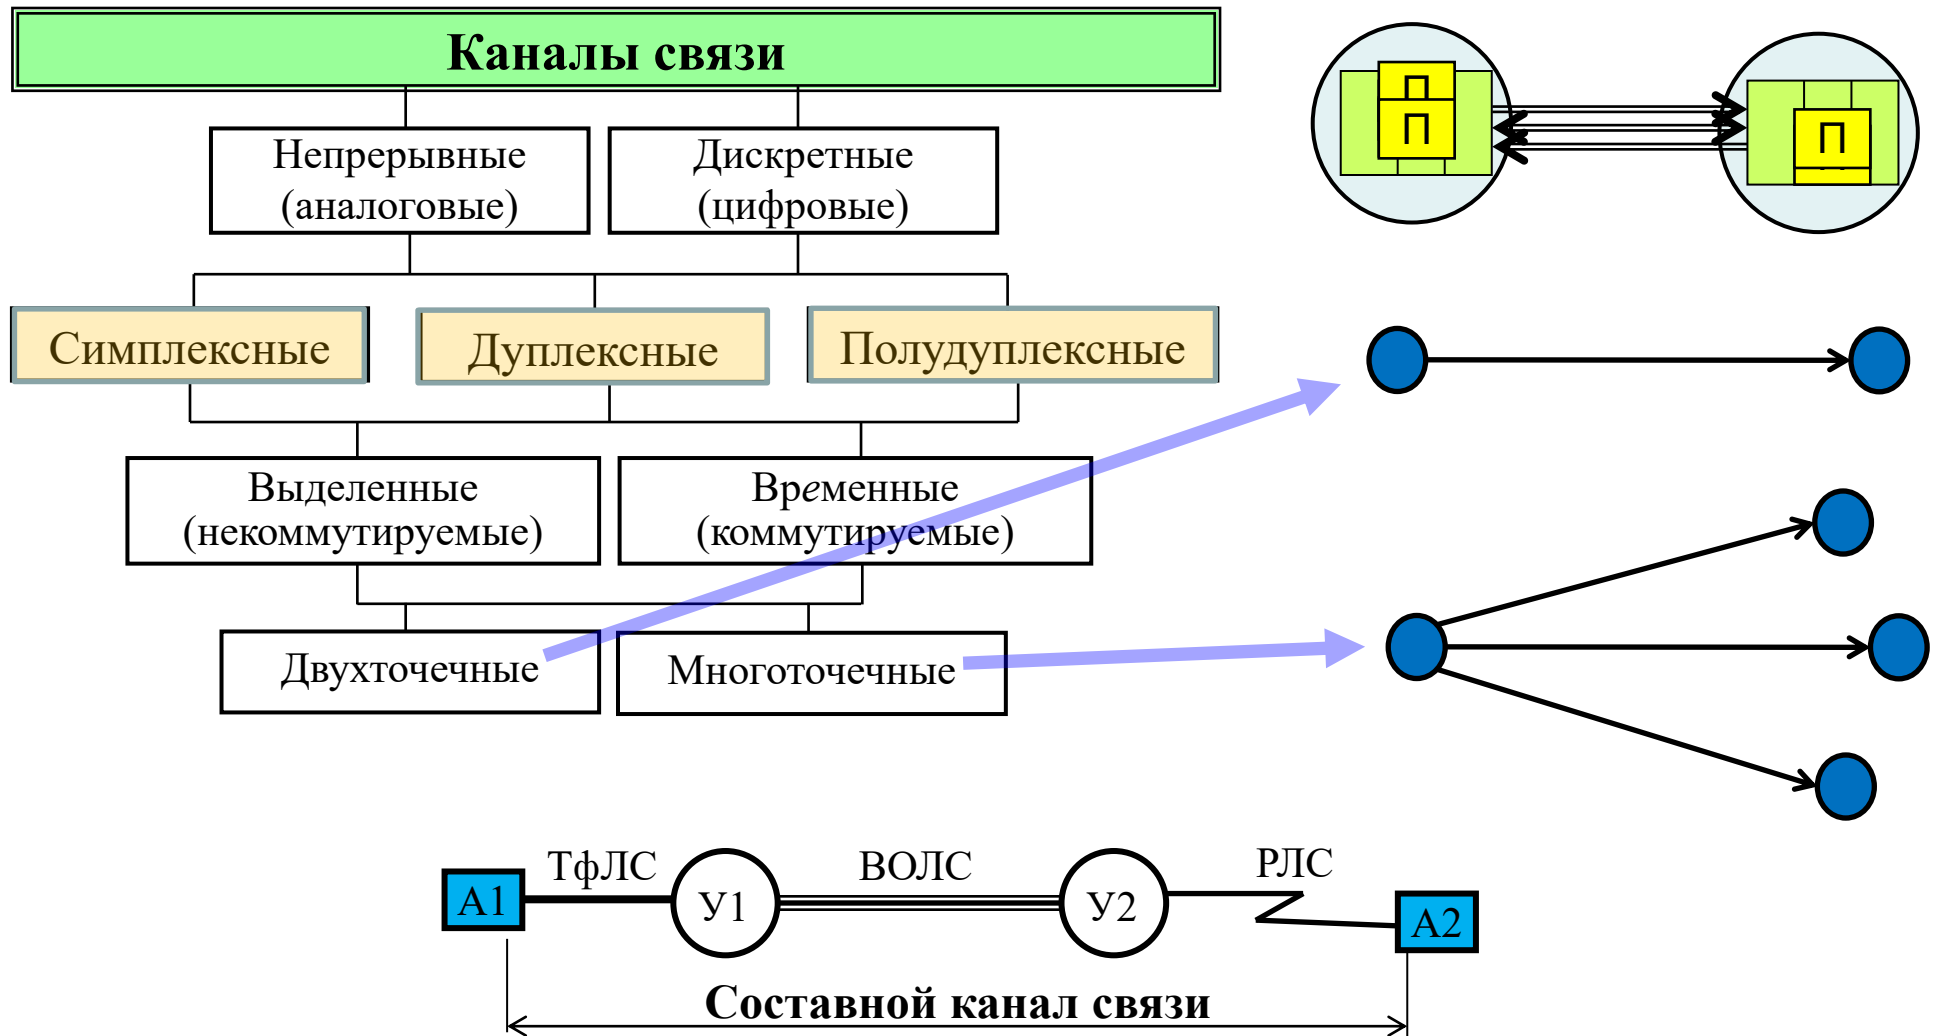 Каналы связи
П
П
П
Непрерывные
(аналоговые)
Дискретные
(цифровые)
Симплексные
Дуплексные
Полудуплексные
Выделенные
(некоммутируемые)
Временные
(коммутируемые)
Двухточечные
Многоточечные
ТфЛС
ВОЛС
РЛС
А1
У1
У2
А2
Составной канал связи